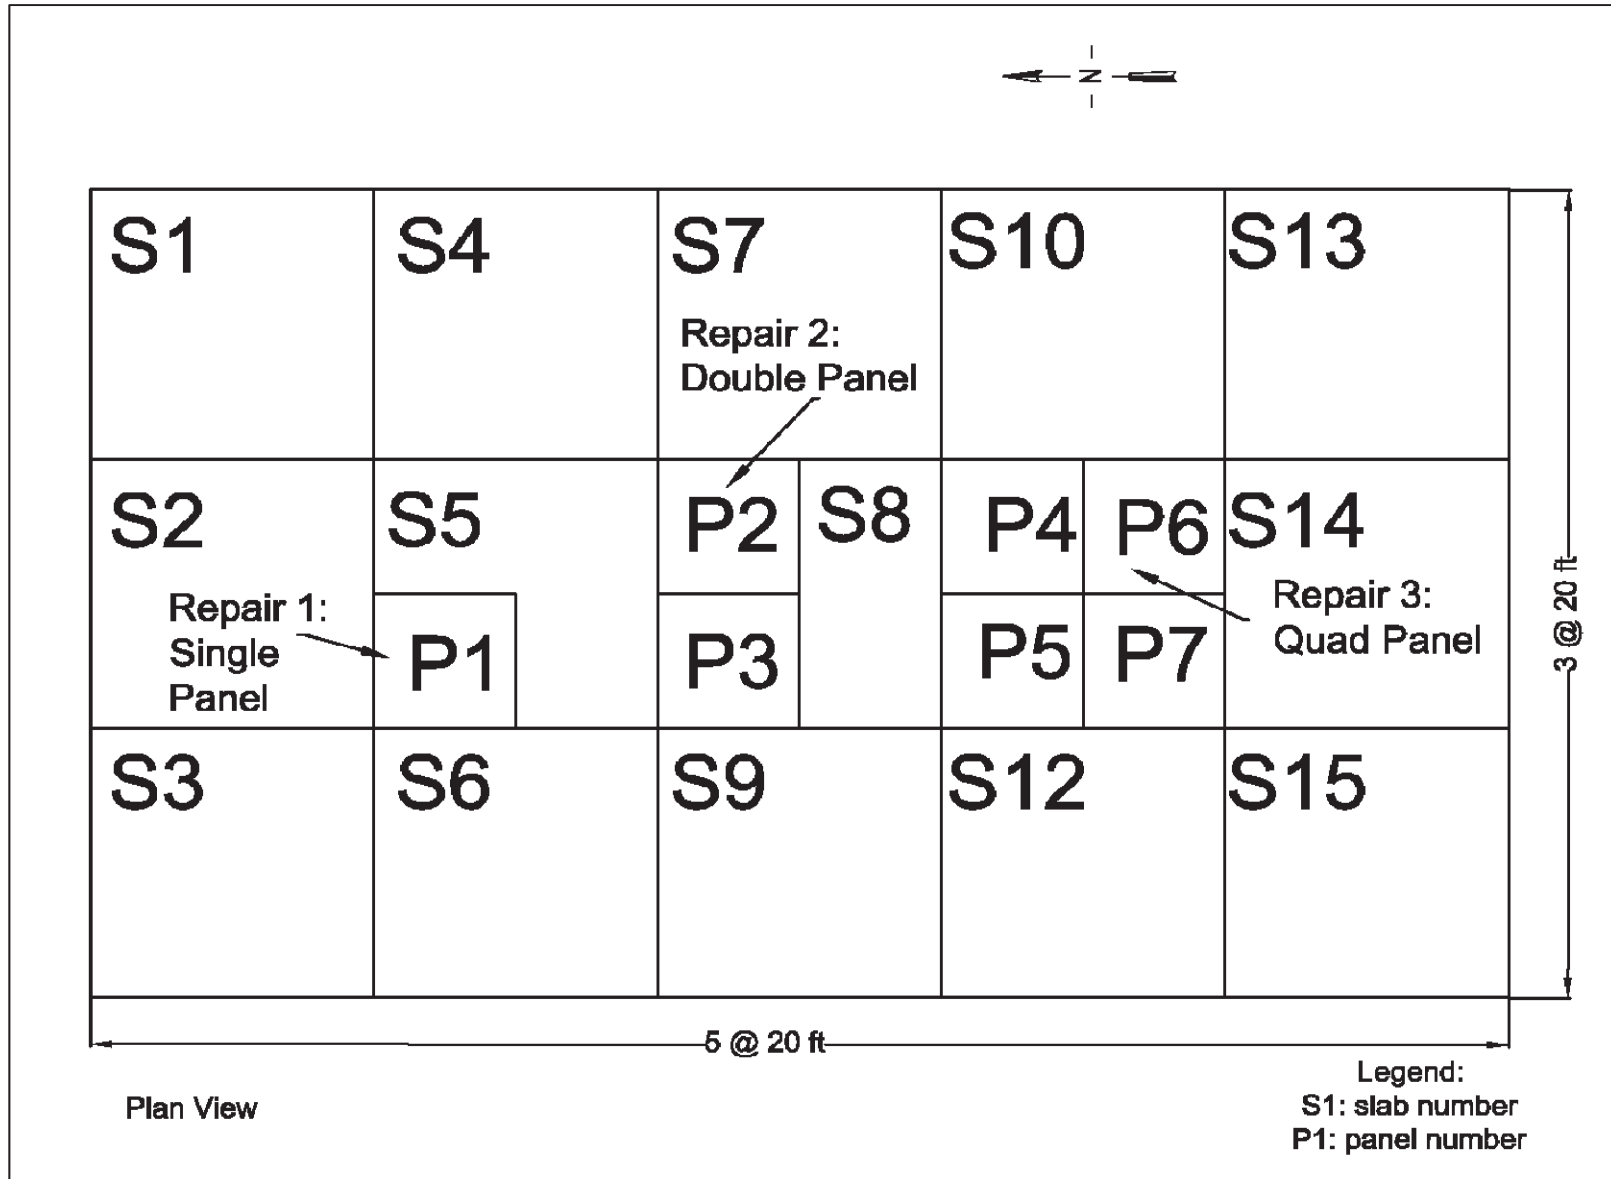 N
S1
S4
S7
S10
S13
Repair 2:
Double Panel
S2
S5
P2
S8
P4
P6
S14
Repair 1:
Single
Panel
P1
P3
P5
P7
Repair 3:
Quad Panel
3 @ 20 ft
S3
S6
S9
S12
S15
5 @ 20 ft
Plan View
Legend:
S1: slab number
P1: panel number